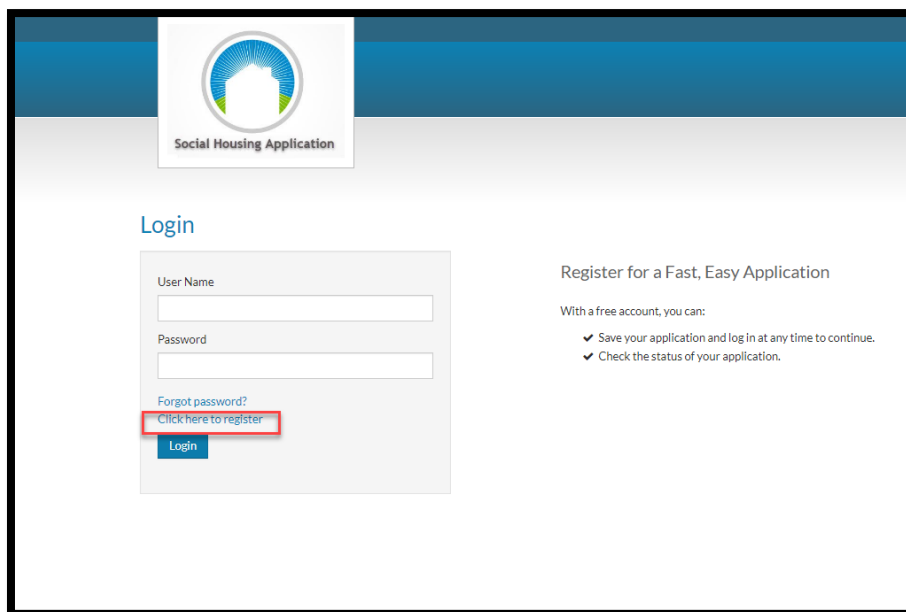 Social Housing Application
Login
User Name
Password
Forgot password?
Click here to register
Login
Register for a Fast, Easy Application
With a free account, you can:
✔ Save your application and log in at any time to continue.
✔ Check the status of your application.